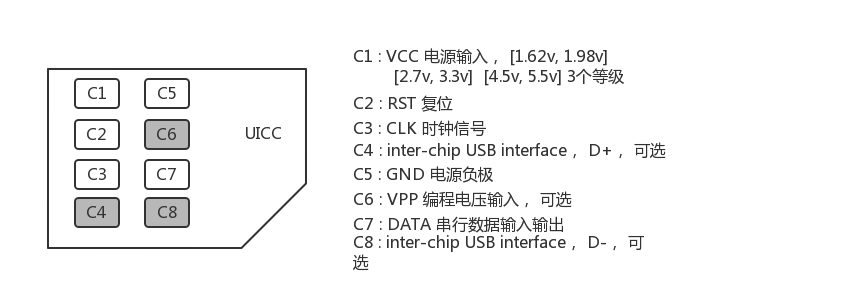 C1 C5
C2 C6 UICC
C3 C7
C4 C8
C1 : VCC 电源输入 ， [1.62v, 1.98v]
[2.7v, 3.3v] [4.5v, 5.5v] 3个等级
C2 : RST 复位
C3 : CLK 时钟信号
C4 : inter-chip USB interface ， D+ ， 可选
C5 : GND 电源负极
C6 : VPP 编程电压输入 ， 可选
C7 : DATA 串行数据输入输出
C8 : inter-chip USB interface ， D- ， 可
选